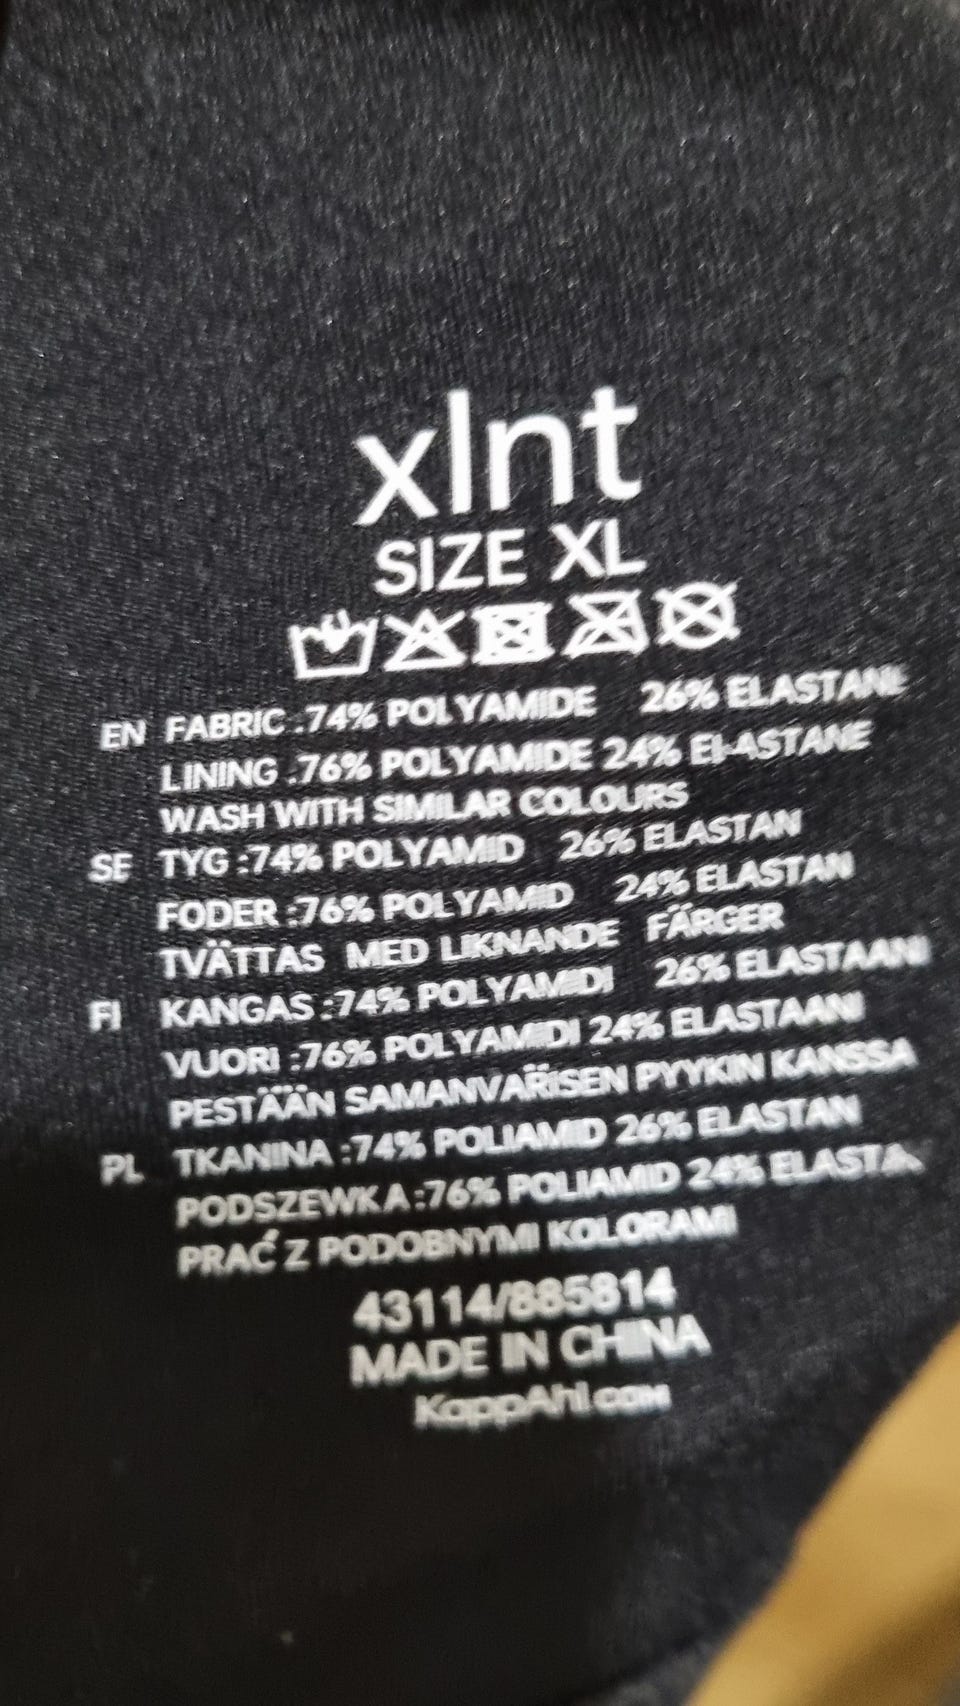 xlnt
SIZE XL
EN FABRIC :74% POLYAMIDE 26% ELASTANE
LINING :76% POLYAMIDE 24% ELASTANE
WASH WITH SIMILAR COLOURS
SE TYG :74% POLYAMID 26% ELASTAN
FODER :76% POLYAMID 24% ELASTAN
TVÄTTAS MED LIKNANDE FÄRGER
FI KANGAS :74% POLYAMIDI 26% ELASTAANI
VUORI :76% POLYAMIDI 24% ELASTAANI
PESTÄÄN SAMANVÄRISEN PYYKIN KANSSA
PL TKANINA :74% POLIAMID 26% ELASTAN
PODSZEWKA :76% POLIAMID 24% ELASTAN
PRAĆ Z PODOBNYMI KOLORAMI
43114/885814
MADE IN CHINA
KappAhl.com